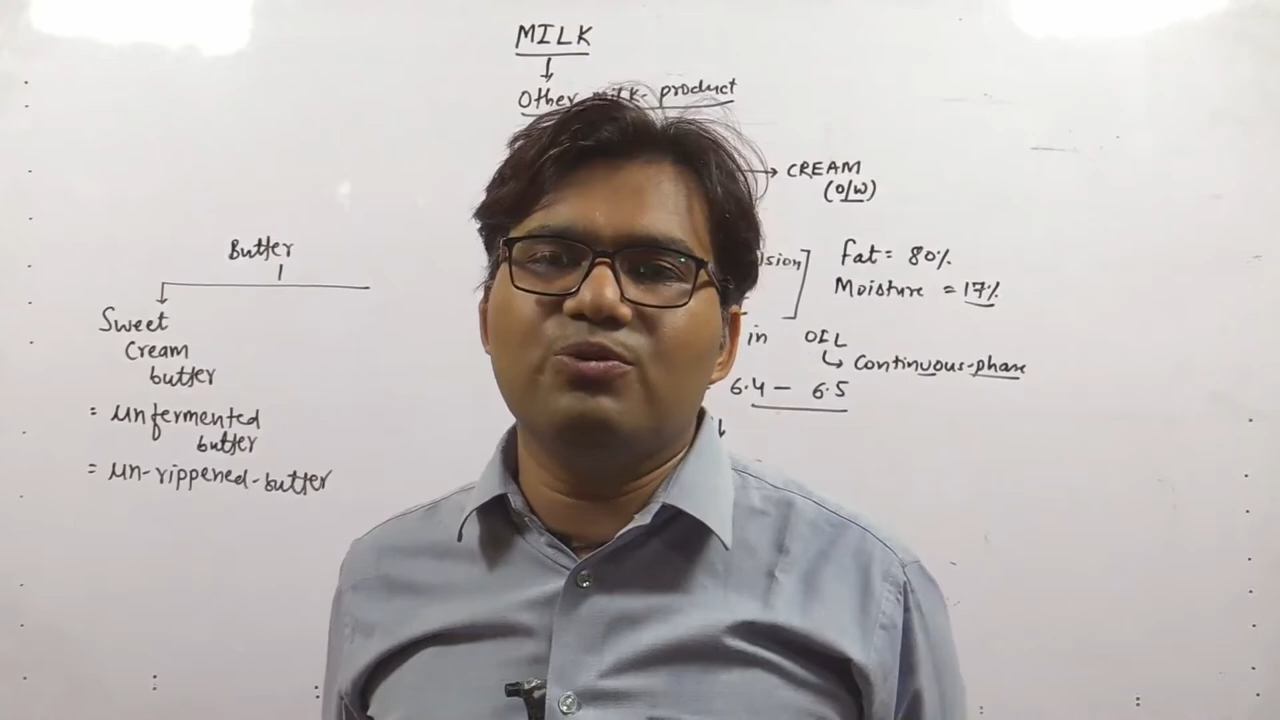 MILK
Other milk product
→ CREAM
(O/W)
Butter
Sweet
Cream
butter
= unfermented
butter
= un-rippened-butter
sion]
Fat = 80%
Moisture = 17%
in OIL
↳ Continuous-phase
6.4 – 6.5